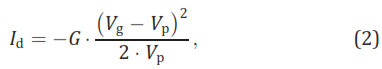 I_d = −G · (V_g − V_p)^2 / 2 · V_p, (2)